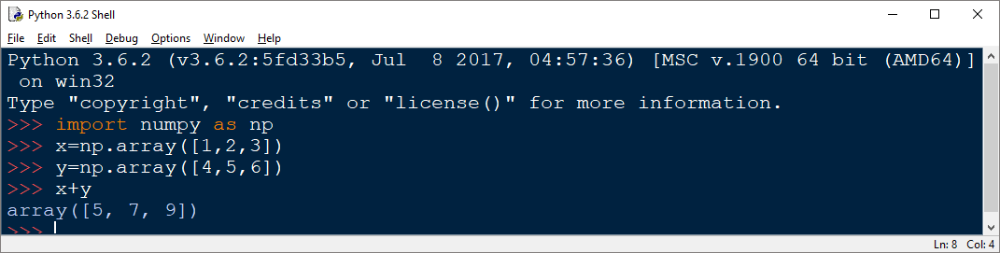 Python 3.6.2 Shell
File Edit Shell Debug Options Window Help
Python 3.6.2 (v3.6.2:5fd33b5, Jul  8 2017, 04:57:36) [MSC v.1900 64 bit (AMD64)]
 on win32
Type "copyright", "credits" or "license()" for more information.
>>> import numpy as np
>>> x=np.array([1,2,3])
>>> y=np.array([4,5,6])
>>> x+y
array([5, 7, 9])
>>>
Ln: 8 Col: 4